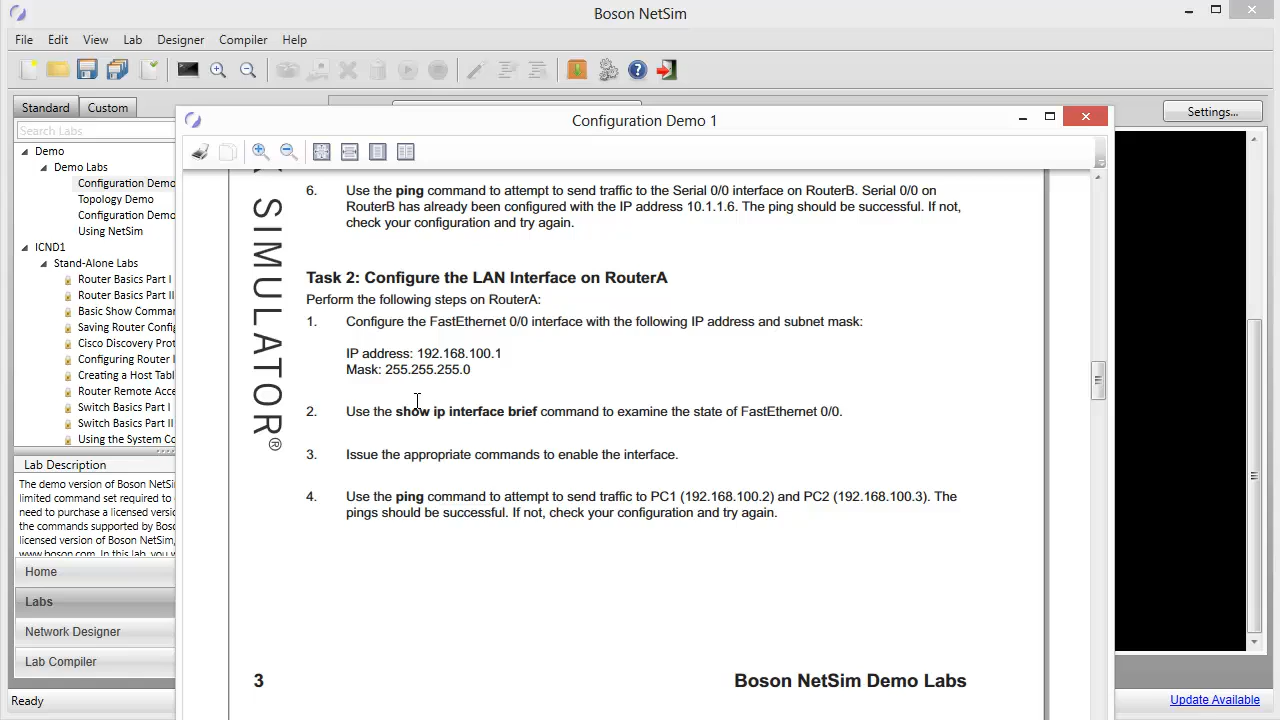 Boson NetSim
File Edit View Lab Designer Compiler Help
Standard Custom
Settings...
Search Labs
Demo
Demo Labs
Configuration Demo
Topology Demo
Configuration Demo
Using NetSim
ICND1
Stand-Alone Labs
Router Basics Part I
Router Basics Part II
Basic Show Comma
Saving Router Confi
Cisco Discovery Prot
Configuring Router I
Creating a Host Tabl
Router Remote Acce
Switch Basics Part I
Switch Basics Part II
Using the System Co
Lab Description
The demo version of Boson NetSi
limited command set required to
need to purchase a licensed versio
the commands supported by Boso
licensed version of Boson NetSim,
www.boson.com. In this lab, you w
Home
Labs
Network Designer
Lab Compiler
Ready
Update Available
Configuration Demo 1
SIMULATOR®
6. Use the ping command to attempt to send traffic to the Serial 0/0 interface on RouterB. Serial 0/0 on
RouterB has already been configured with the IP address 10.1.1.6. The ping should be successful. If not,
check your configuration and try again.
Task 2: Configure the LAN Interface on RouterA
Perform the following steps on RouterA:
1. Configure the FastEthernet 0/0 interface with the following IP address and subnet mask:
IP address: 192.168.100.1
Mask: 255.255.255.0
2. Use the show ip interface brief command to examine the state of FastEthernet 0/0.
3. Issue the appropriate commands to enable the interface.
4. Use the ping command to attempt to send traffic to PC1 (192.168.100.2) and PC2 (192.168.100.3). The
pings should be successful. If not, check your configuration and try again.
3 Boson NetSim Demo Labs